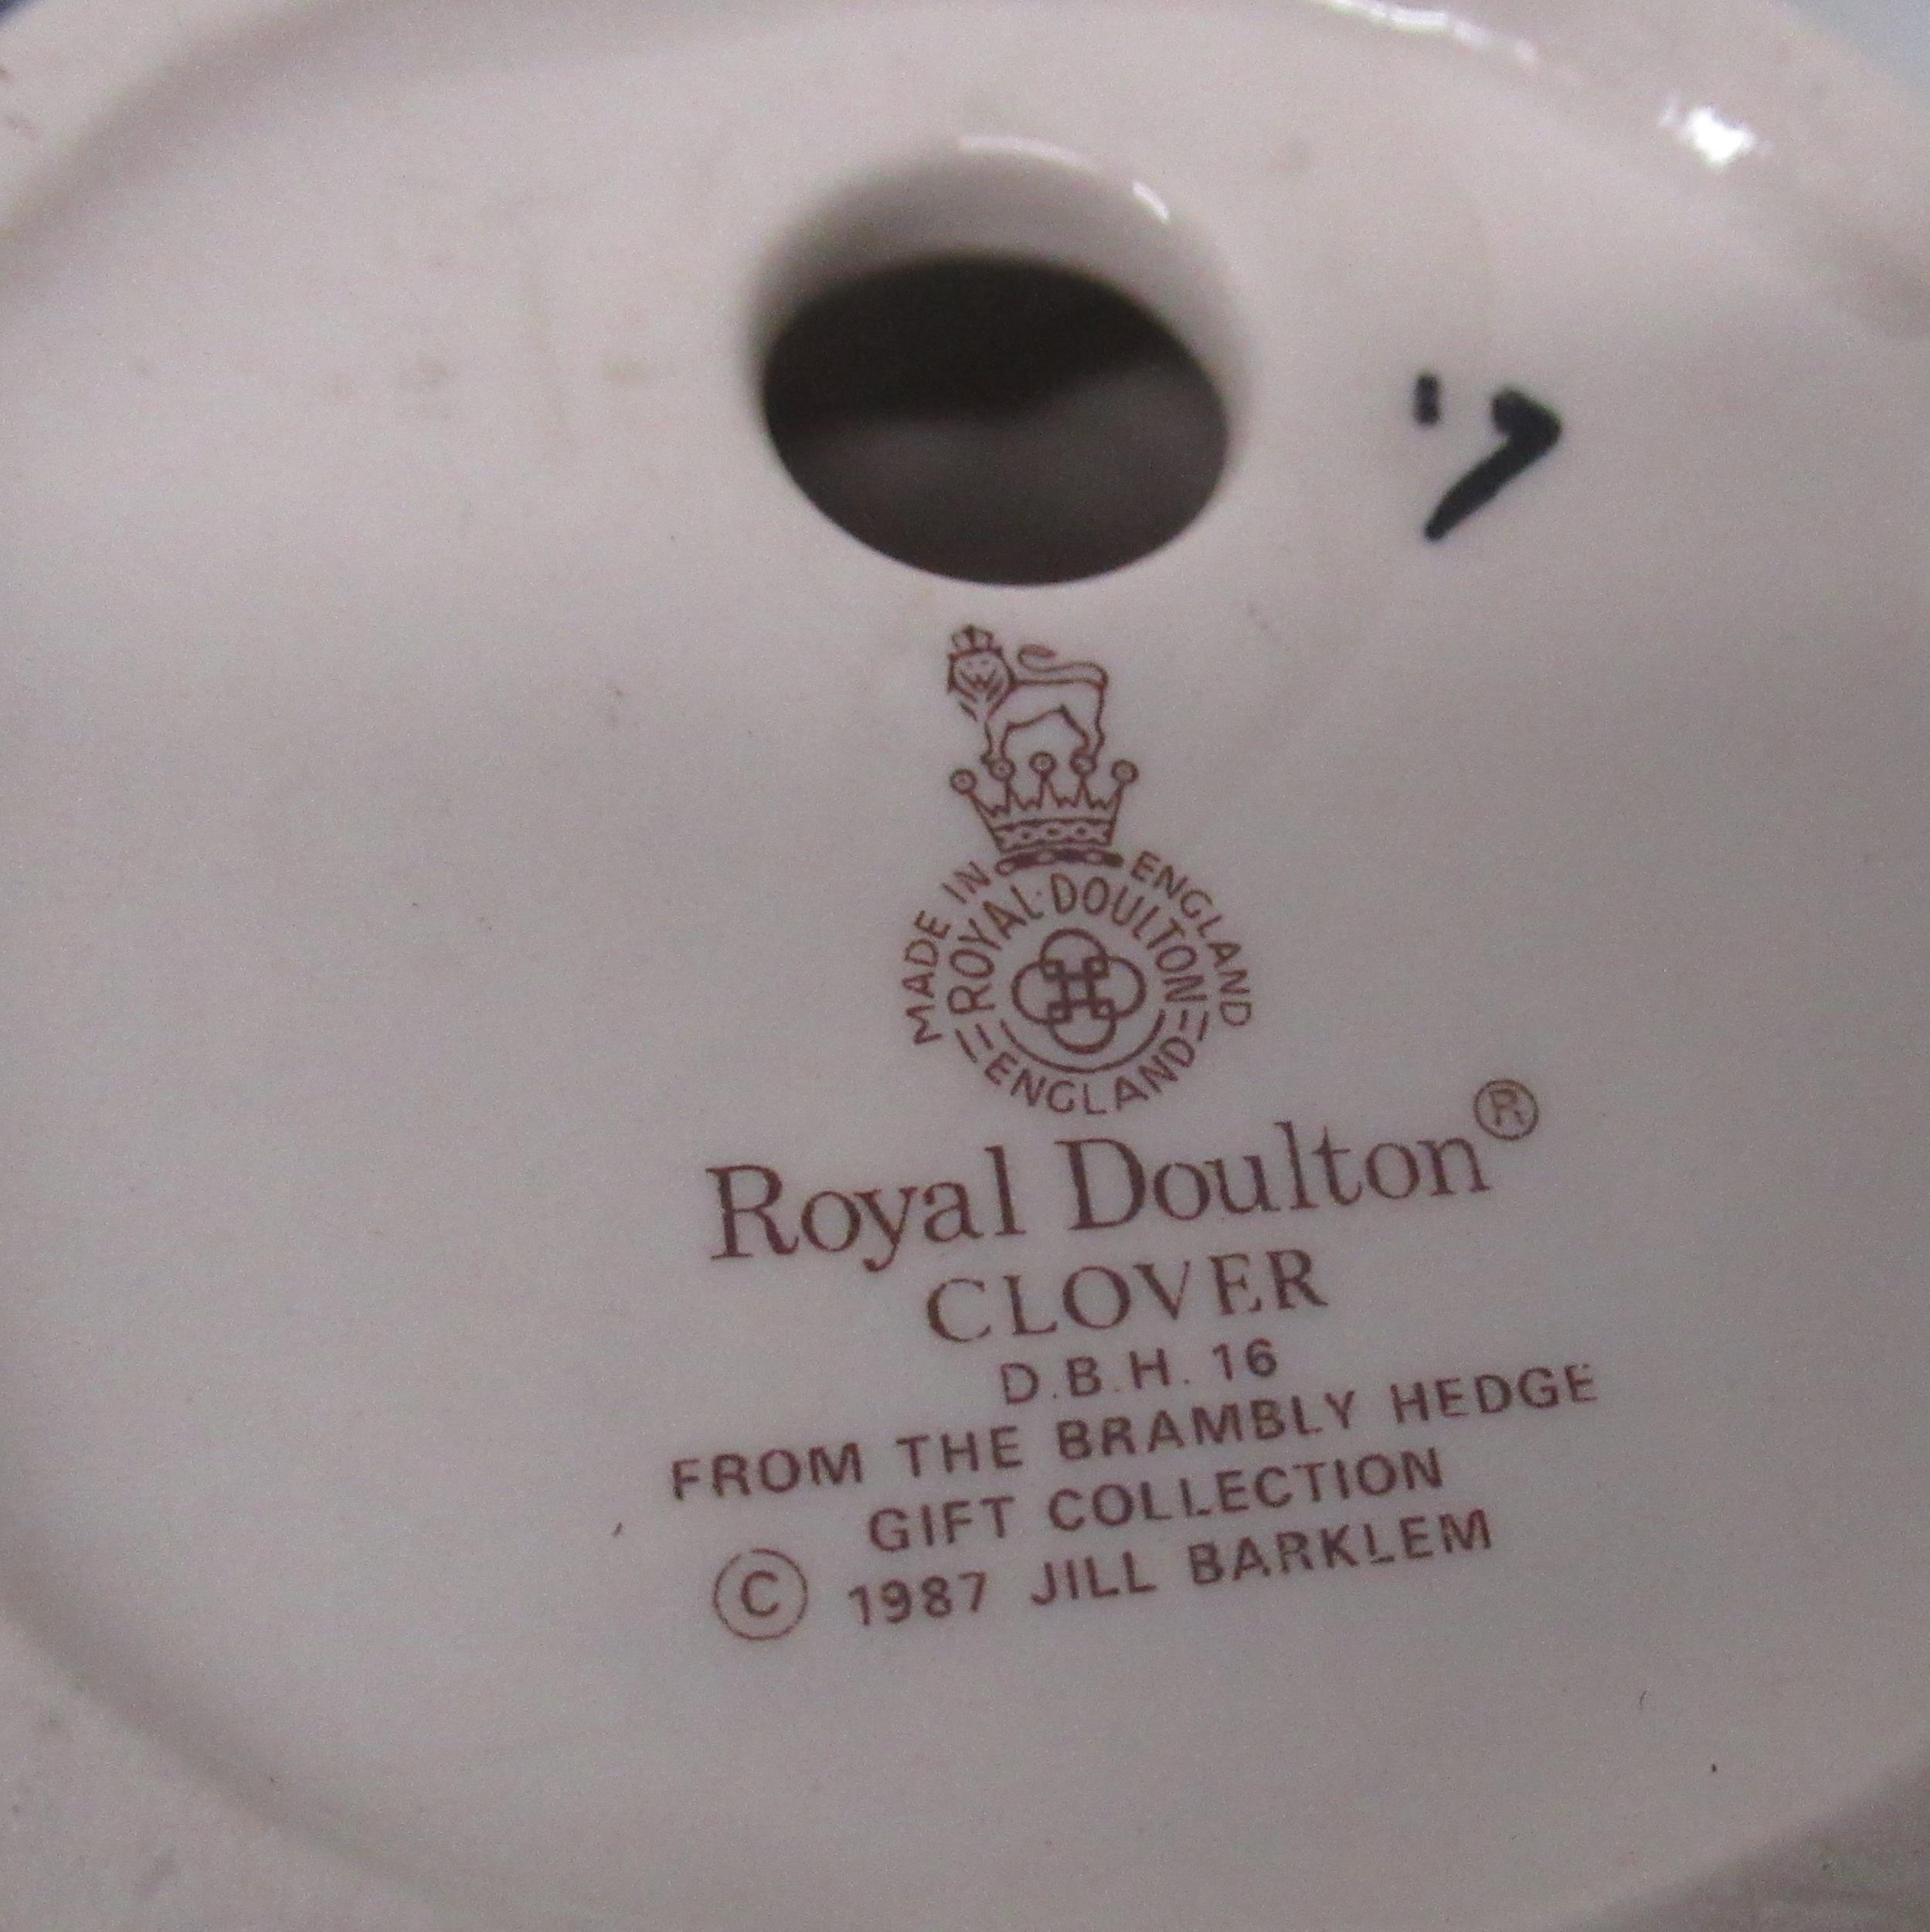 MADE IN ENGLAND
ROYAL·DOULTON
ENGLAND
Royal Doulton®
CLOVER
D.B.H. 16
FROM THE BRAMBLY HEDGE
GIFT COLLECTION
© 1987 JILL BARKLEM